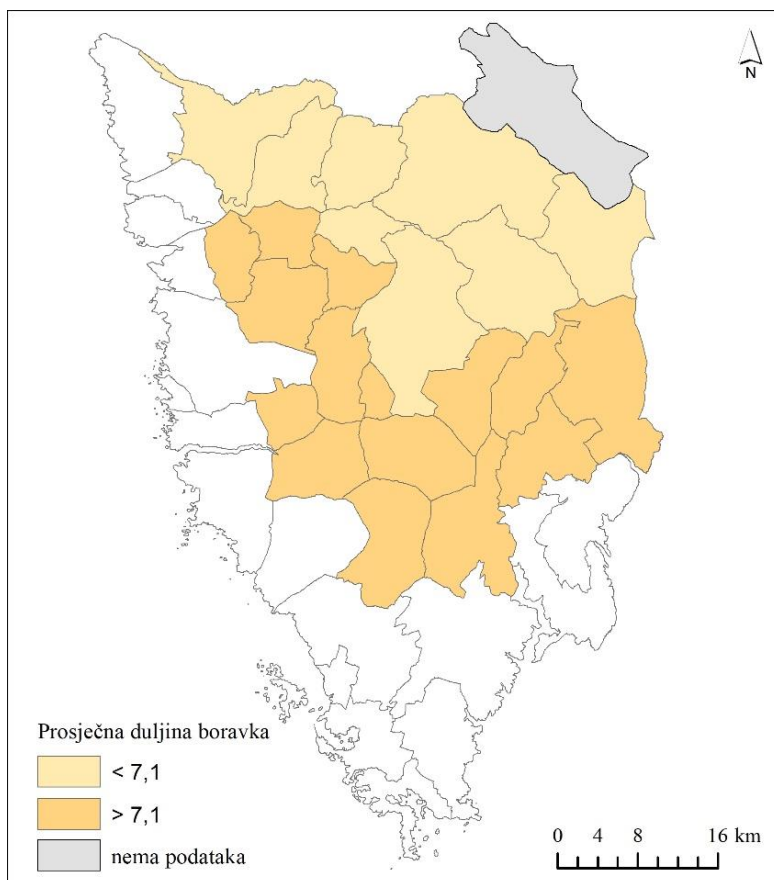 N
Prosječna duljina boravka
< 7,1
> 7,1
nema podataka
0 4 8 16 km